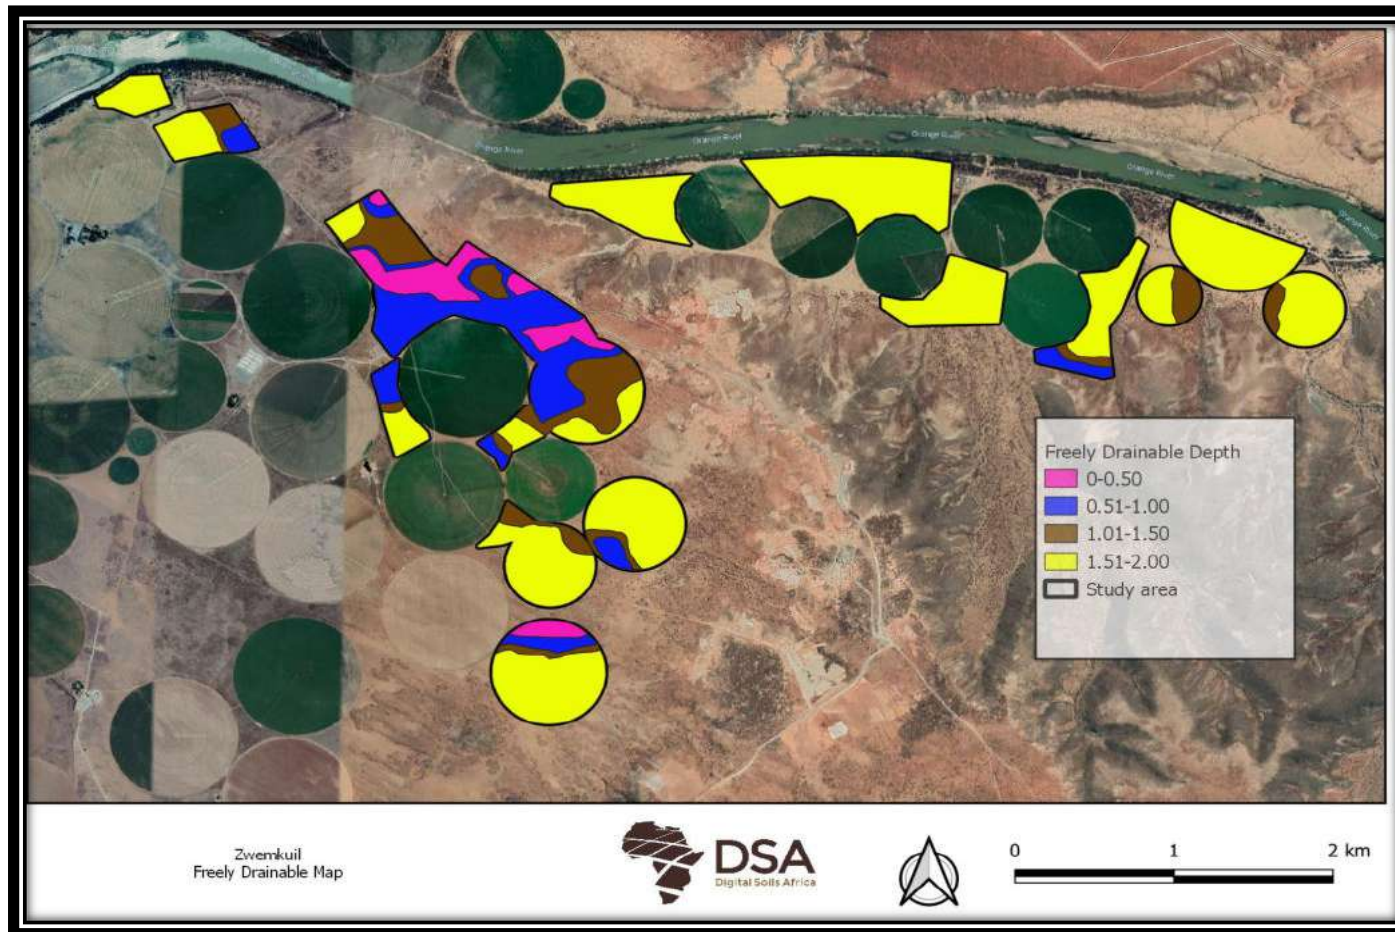 Orange River
Orange River
Orange River
Orange River
Orange River
Freely Drainable Depth
0-0.50
0.51-1.00
1.01-1.50
1.51-2.00
Study area
Zwemkuil
Freely Drainable Map
DSA
Digital Soils Africa
0 1 2 km